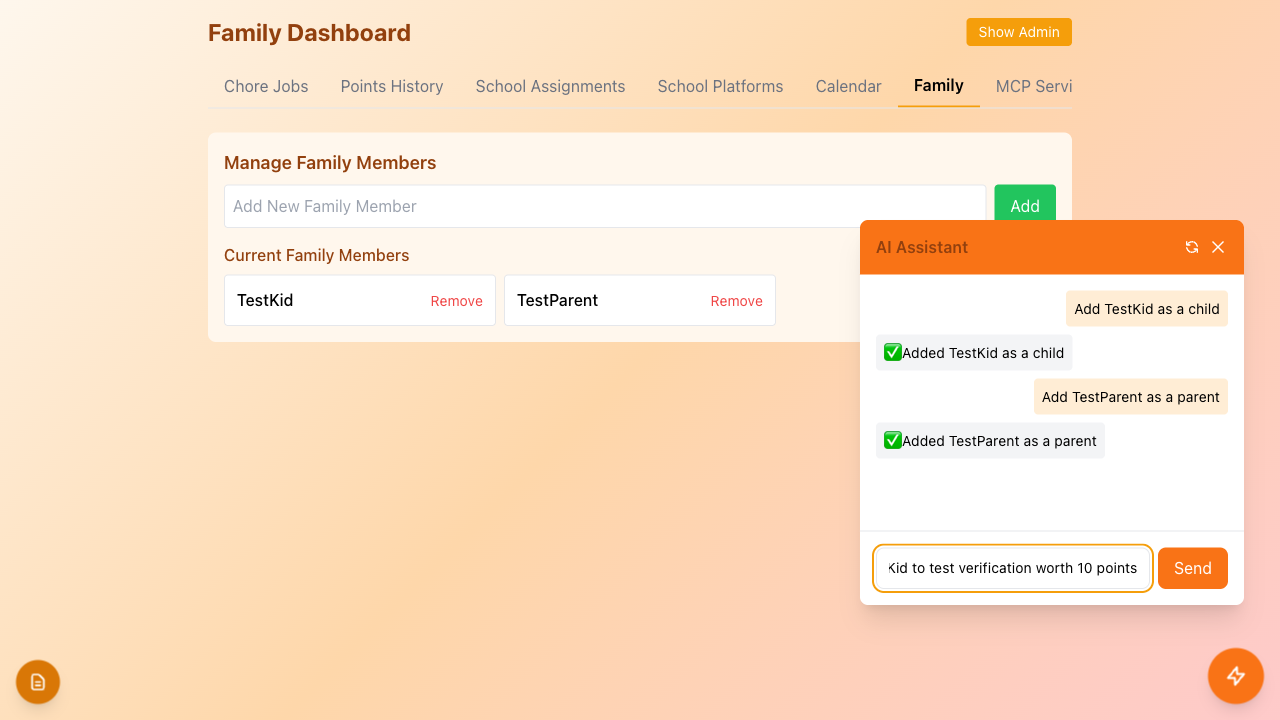 Family Dashboard
Show Admin
Chore Jobs
Points History
School Assignments
School Platforms
Calendar
Family
MCP Servi
Manage Family Members
Add New Family Member
Add
Current Family Members
TestKid
Remove
TestParent
Remove
AI Assistant
Add TestKid as a child
✅Added TestKid as a child
Add TestParent as a parent
✅Added TestParent as a parent
Kid to test verification worth 10 points
Send